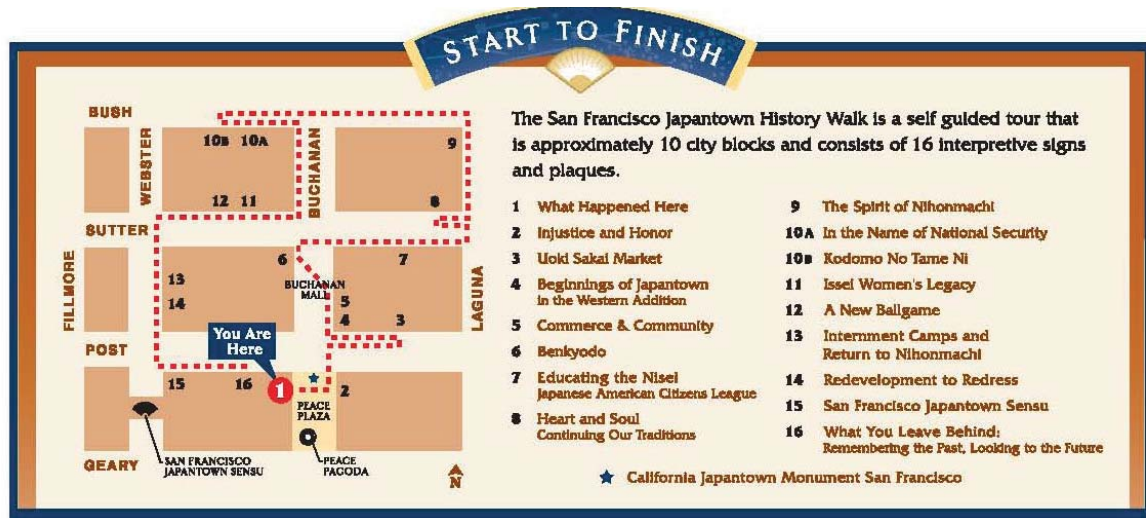 START TO FINISH
The San Francisco Japantown History Walk is a self guided tour that
is approximately 10 city blocks and consists of 16 interpretive signs
and plaques.
BUSH
WEBSTER
BUCHANAN
10B 10A
9
12 11
8
SUTTER
FILLMORE
13
14
6
BUCHANAN
MALL
7
5
4
3
LAGUNA
You Are
Here
POST
15
16
1
2
PEACE
PLAZA
GEARY
SAN FRANCISCO
JAPANTOWN SENSU
PEACE
PAGODA
N
1 What Happened Here
2 Injustice and Honor
3 Uoki Sakai Market
4 Beginnings of Japantown
in the Western Addition
5 Commerce & Community
6 Benkyodo
7 Educating the Nisei
Japanese American Citizens League
8 Heart and Soul
Continuing Our Traditions
9 The Spirit of Nihonmachi
10A In the Name of National Security
10B Kodomo No Tame Ni
11 Issei Women's Legacy
12 A New Ballgame
13 Internment Camps and
Return to Nihonmachi
14 Redevelopment to Redress
15 San Francisco Japantown Sensu
16 What You Leave Behind:
Remembering the Past, Looking to the Future
California Japantown Monument San Francisco